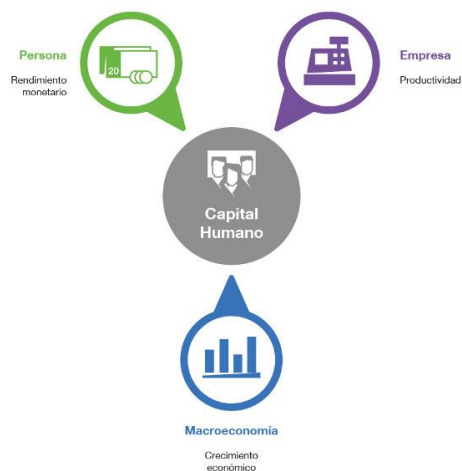 Persona
Rendimiento
monetario
20
Empresa
Productividad
Capital
Humano
Macroeconomía
Crecimiento
económico